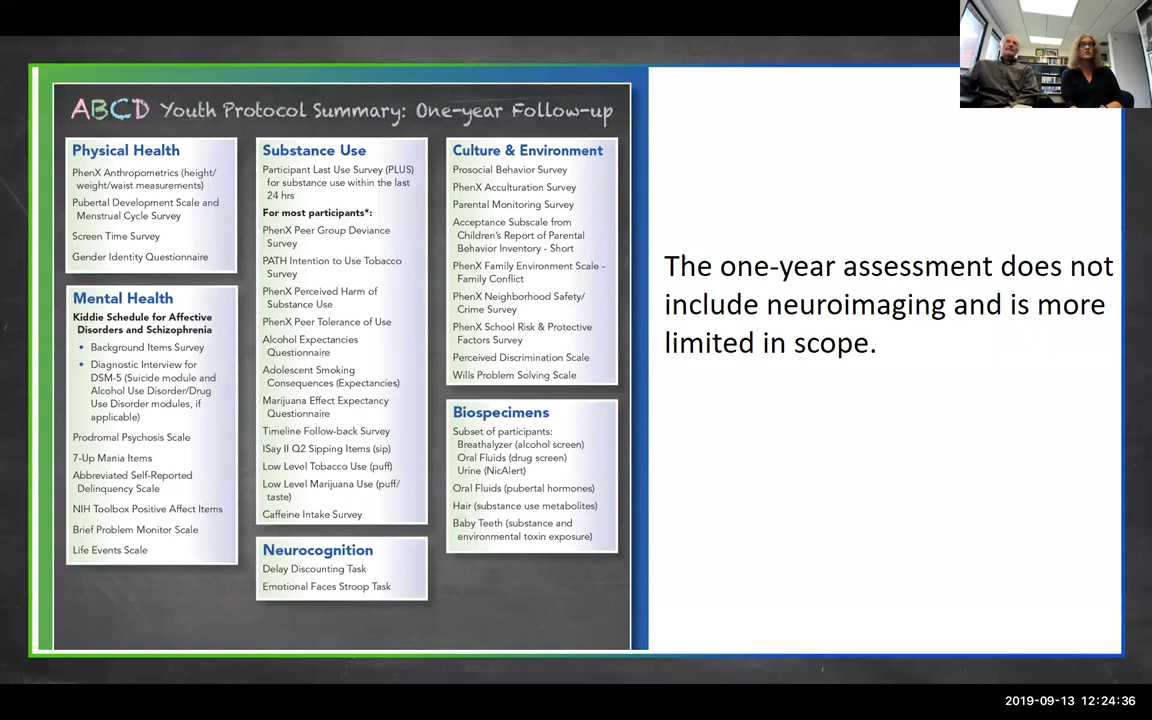 ABCD Youth Protocol Summary: One-year Follow-up
Physical Health
PhenX Anthropometrics (height/
weight/waist measurements)
Pubertal Development Scale and
Menstrual Cycle Survey
Screen Time Survey
Gender Identity Questionnaire
Mental Health
Kiddie Schedule for Affective
Disorders and Schizophrenia
• Background Items Survey
• Diagnostic Interview for
DSM-5 (Suicide module and
Alcohol Use Disorder/Drug
Use Disorder modules, if
applicable)
Prodromal Psychosis Scale
7-Up Mania Items
Abbreviated Self-Reported
Delinquency Scale
NIH Toolbox Positive Affect Items
Brief Problem Monitor Scale
Life Events Scale
Substance Use
Participant Last Use Survey (PLUS)
for substance use within the last
24 hrs
For most participants*:
PhenX Peer Group Deviance
Survey
PATH Intention to Use Tobacco
Survey
PhenX Perceived Harm of
Substance Use
PhenX Peer Tolerance of Use
Alcohol Expectancies
Questionnaire
Adolescent Smoking
Consequences (Expectancies)
Marijuana Effect Expectancy
Questionnaire
Timeline Follow-back Survey
ISay II Q2 Sipping Items (sip)
Low Level Tobacco Use (puff)
Low Level Marijuana Use (puff/
taste)
Caffeine Intake Survey
Neurocognition
Delay Discounting Task
Emotional Faces Stroop Task
Culture & Environment
Prosocial Behavior Survey
PhenX Acculturation Survey
Parental Monitoring Survey
Acceptance Subscale from
Children's Report of Parental
Behavior Inventory - Short
PhenX Family Environment Scale -
Family Conflict
PhenX Neighborhood Safety/
Crime Survey
PhenX School Risk & Protective
Factors Survey
Perceived Discrimination Scale
Wills Problem Solving Scale
Biospecimens
Subset of participants:
Breathalyzer (alcohol screen)
Oral Fluids (drug screen)
Urine (NicAlert)
Oral Fluids (pubertal hormones)
Hair (substance use metabolites)
Baby Teeth (substance and
environmental toxin exposure)
The one-year assessment does not
include neuroimaging and is more
limited in scope.
2019-09-13 12:24:36